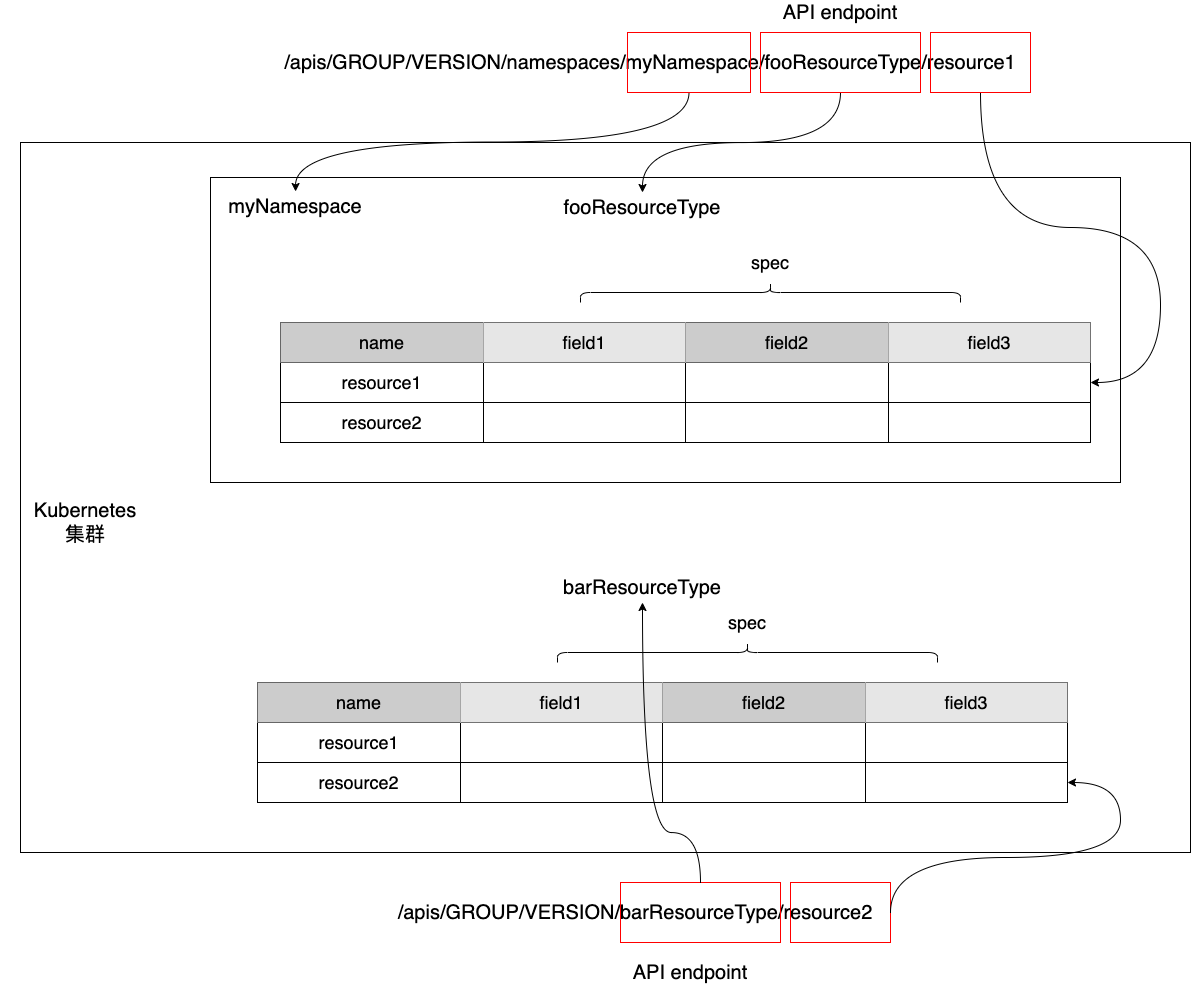 API endpoint
/apis/GROUP/VERSION/namespaces/myNamespace/fooResourceType/resource1
myNamespace
fooResourceType
spec
name field1 field2 field3
resource1
resource2
Kubernetes
集群
barResourceType
spec
name field1 field2 field3
resource1
resource2
/apis/GROUP/VERSION/barResourceType/resource2
API endpoint